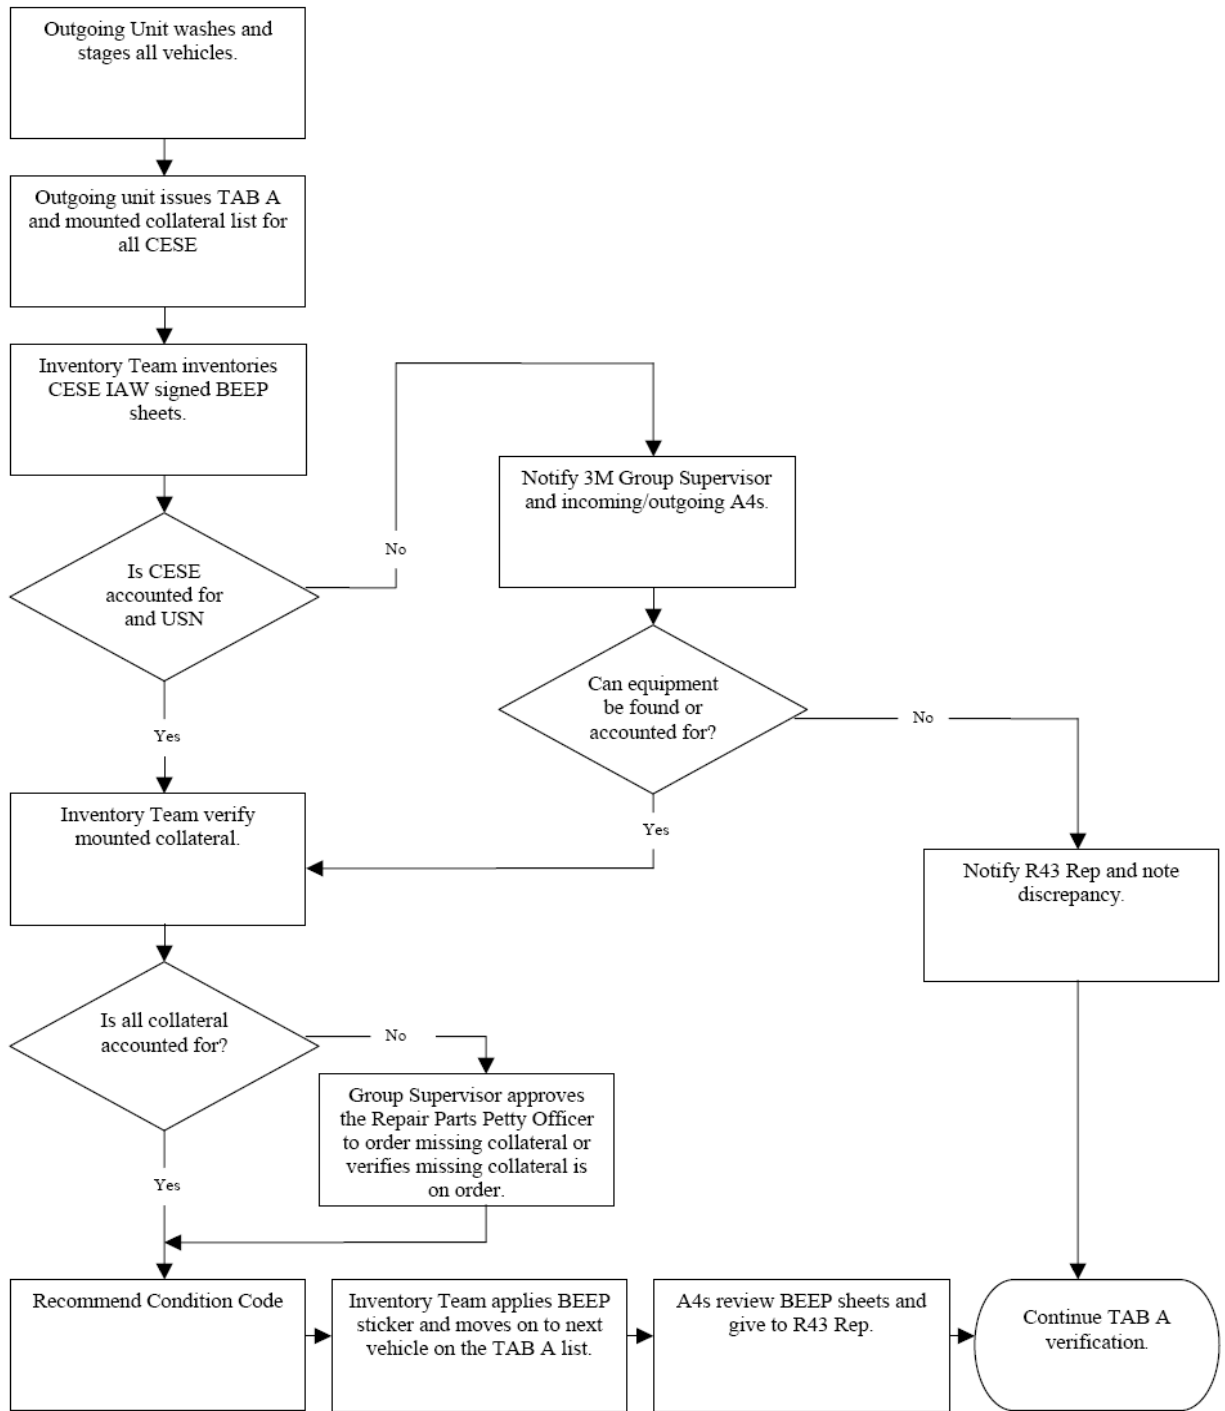 Outgoing Unit washes and
stages all vehicles.
Outgoing unit issues TAB A
and mounted collateral list for
all CESE
Inventory Team inventories
CESE IAW signed BEEP
sheets.
Notify 3M Group Supervisor
and incoming/outgoing A4s.
No
Is CESE
accounted for
and USN
Can equipment
be found or
accounted for?
No
Yes
Inventory Team verify
mounted collateral.
Yes
Notify R43 Rep and note
discrepancy.
Is all collateral
accounted for?
No
Group Supervisor approves
the Repair Parts Petty Officer
to order missing collateral or
verifies missing collateral is
on order.
Yes
Recommend Condition Code
Inventory Team applies BEEP
sticker and moves on to next
vehicle on the TAB A list.
A4s review BEEP sheets and
give to R43 Rep.
Continue TAB A
verification.